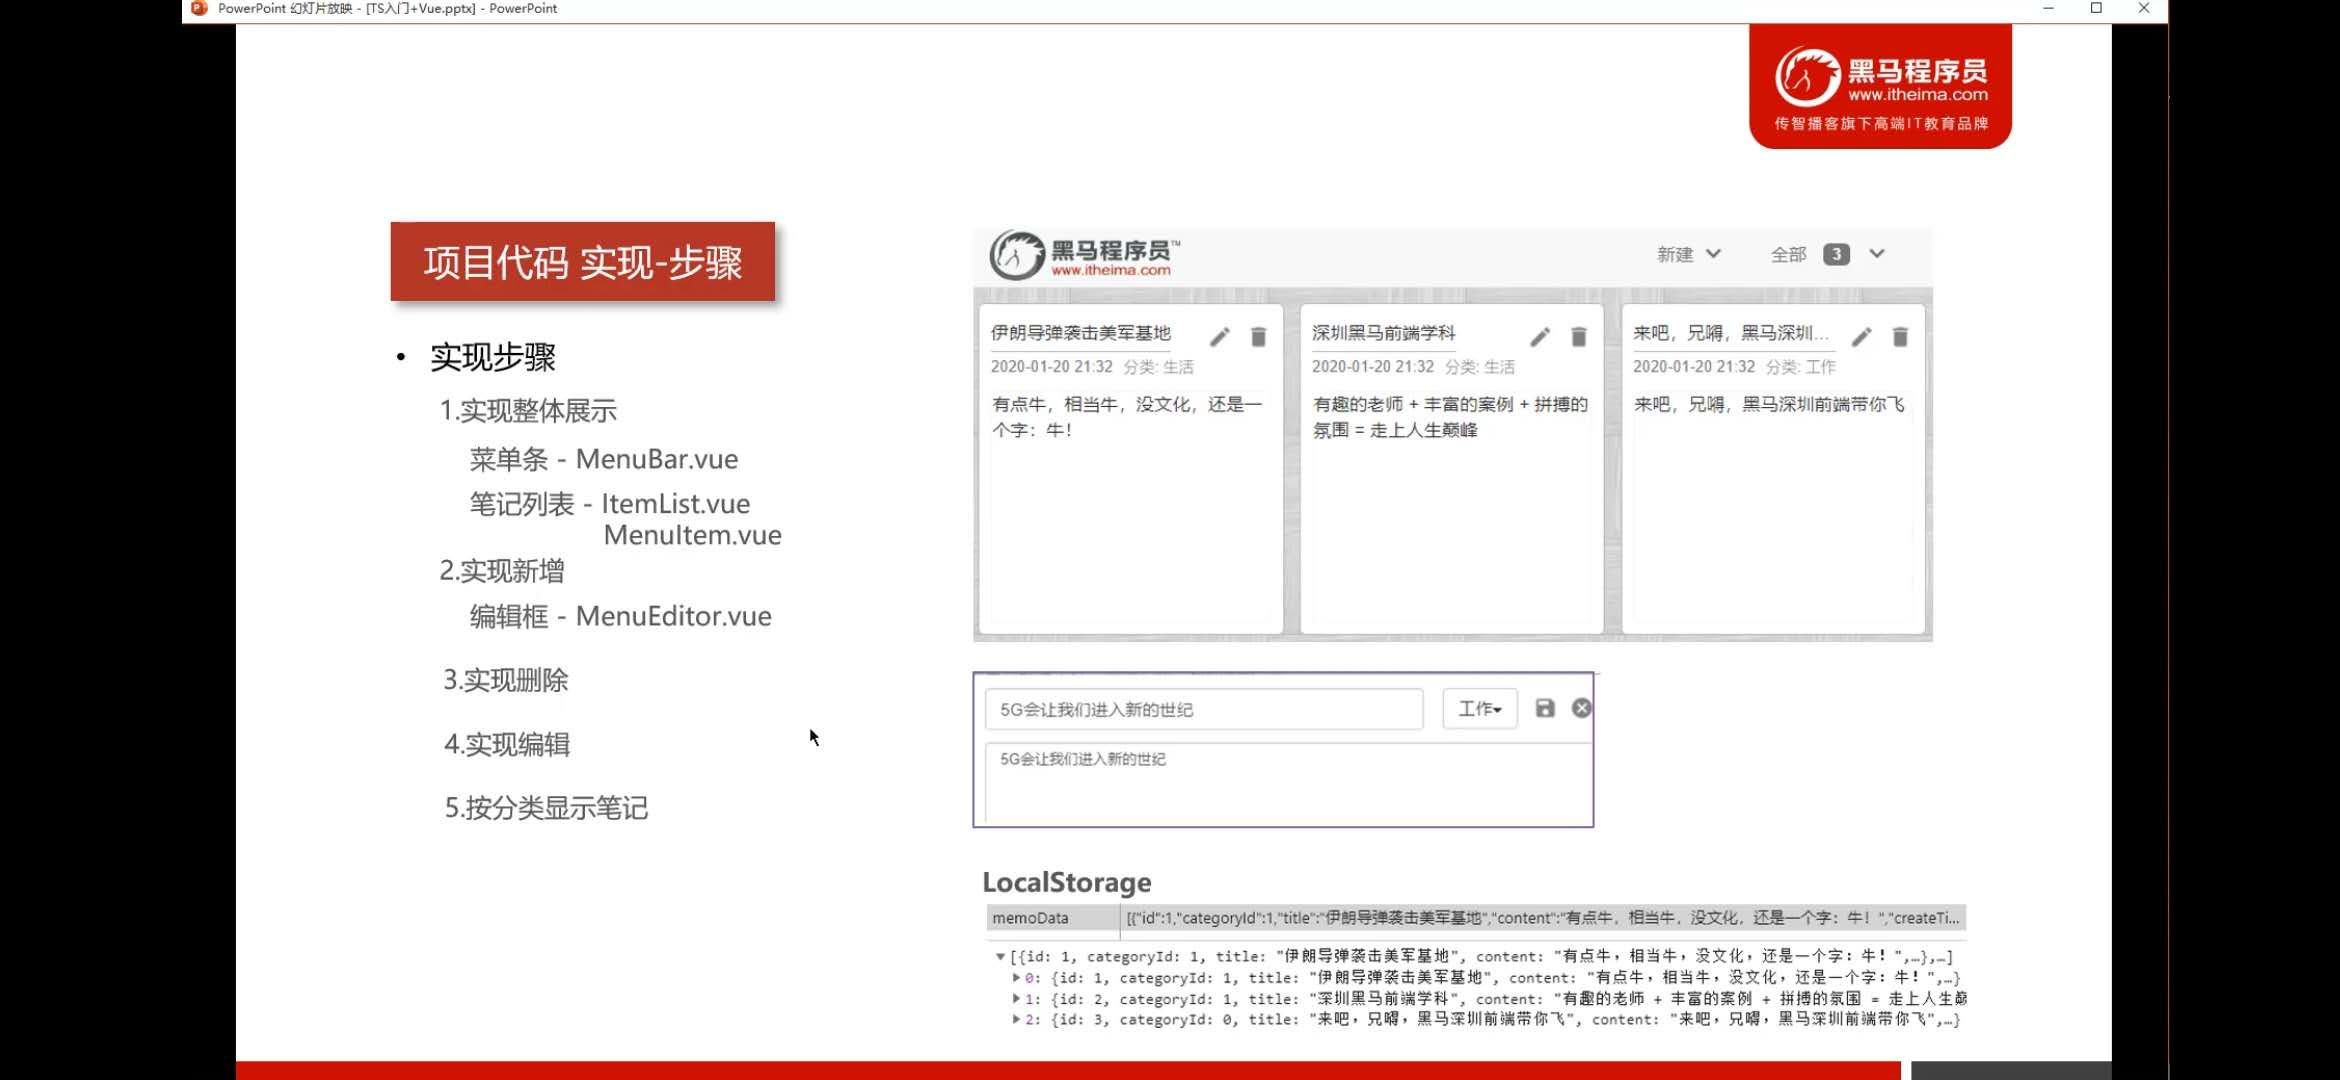 PowerPoint 幻灯片放映 - [TS入门+Vue.pptx] - PowerPoint
黑马程序员
www.itheima.com
传智播客旗下高端IT教育品牌
项目代码 实现-步骤
• 实现步骤
1.实现整体展示
菜单条 - MenuBar.vue
笔记列表 - ItemList.vue
MenuItem.vue
2.实现新增
编辑框 - MenuEditor.vue
3.实现删除
4.实现编辑
5.按分类显示笔记
黑马程序员™
www.itheima.com
新建 全部 3
伊朗导弹袭击美军基地
2020-01-20 21:32 分类: 生活
有点牛，相当牛，没文化，还是一
个字：牛！
深圳黑马前端学科
2020-01-20 21:32 分类: 生活
有趣的老师 + 丰富的案例 + 拼搏的
氛围 = 走上人生巅峰
来吧，兄嘚，黑马深圳...
2020-01-20 21:32 分类: 工作
来吧，兄嘚，黑马深圳前端带你飞
5G会让我们进入新的世纪 工作
5G会让我们进入新的世纪
LocalStorage
memoData [{"id":1,"categoryId":1,"title":"伊朗导弹袭击美军基地","content":"有点牛，相当牛，没文化，还是一个字：牛！","createTi...
[{id: 1, categoryId: 1, title: "伊朗导弹袭击美军基地", content: "有点牛，相当牛，没文化，还是一个字：牛！",…},…]
0: {id: 1, categoryId: 1, title: "伊朗导弹袭击美军基地", content: "有点牛，相当牛，没文化，还是一个字：牛！",…}
1: {id: 2, categoryId: 1, title: "深圳黑马前端学科", content: "有趣的老师 + 丰富的案例 + 拼搏的氛围 = 走上人生巅
2: {id: 3, categoryId: 0, title: "来吧，兄嘚，黑马深圳前端带你飞", content: "来吧，兄嘚，黑马深圳前端带你飞",…}